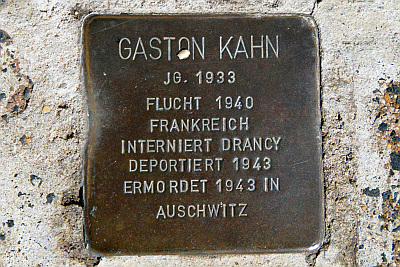 GASTON KAHN
JG. 1933
FLUCHT 1940
FRANKREICH
INTERNIERT DRANCY
DEPORTIERT 1943
ERMORDET 1943 IN
AUSCHWITZ